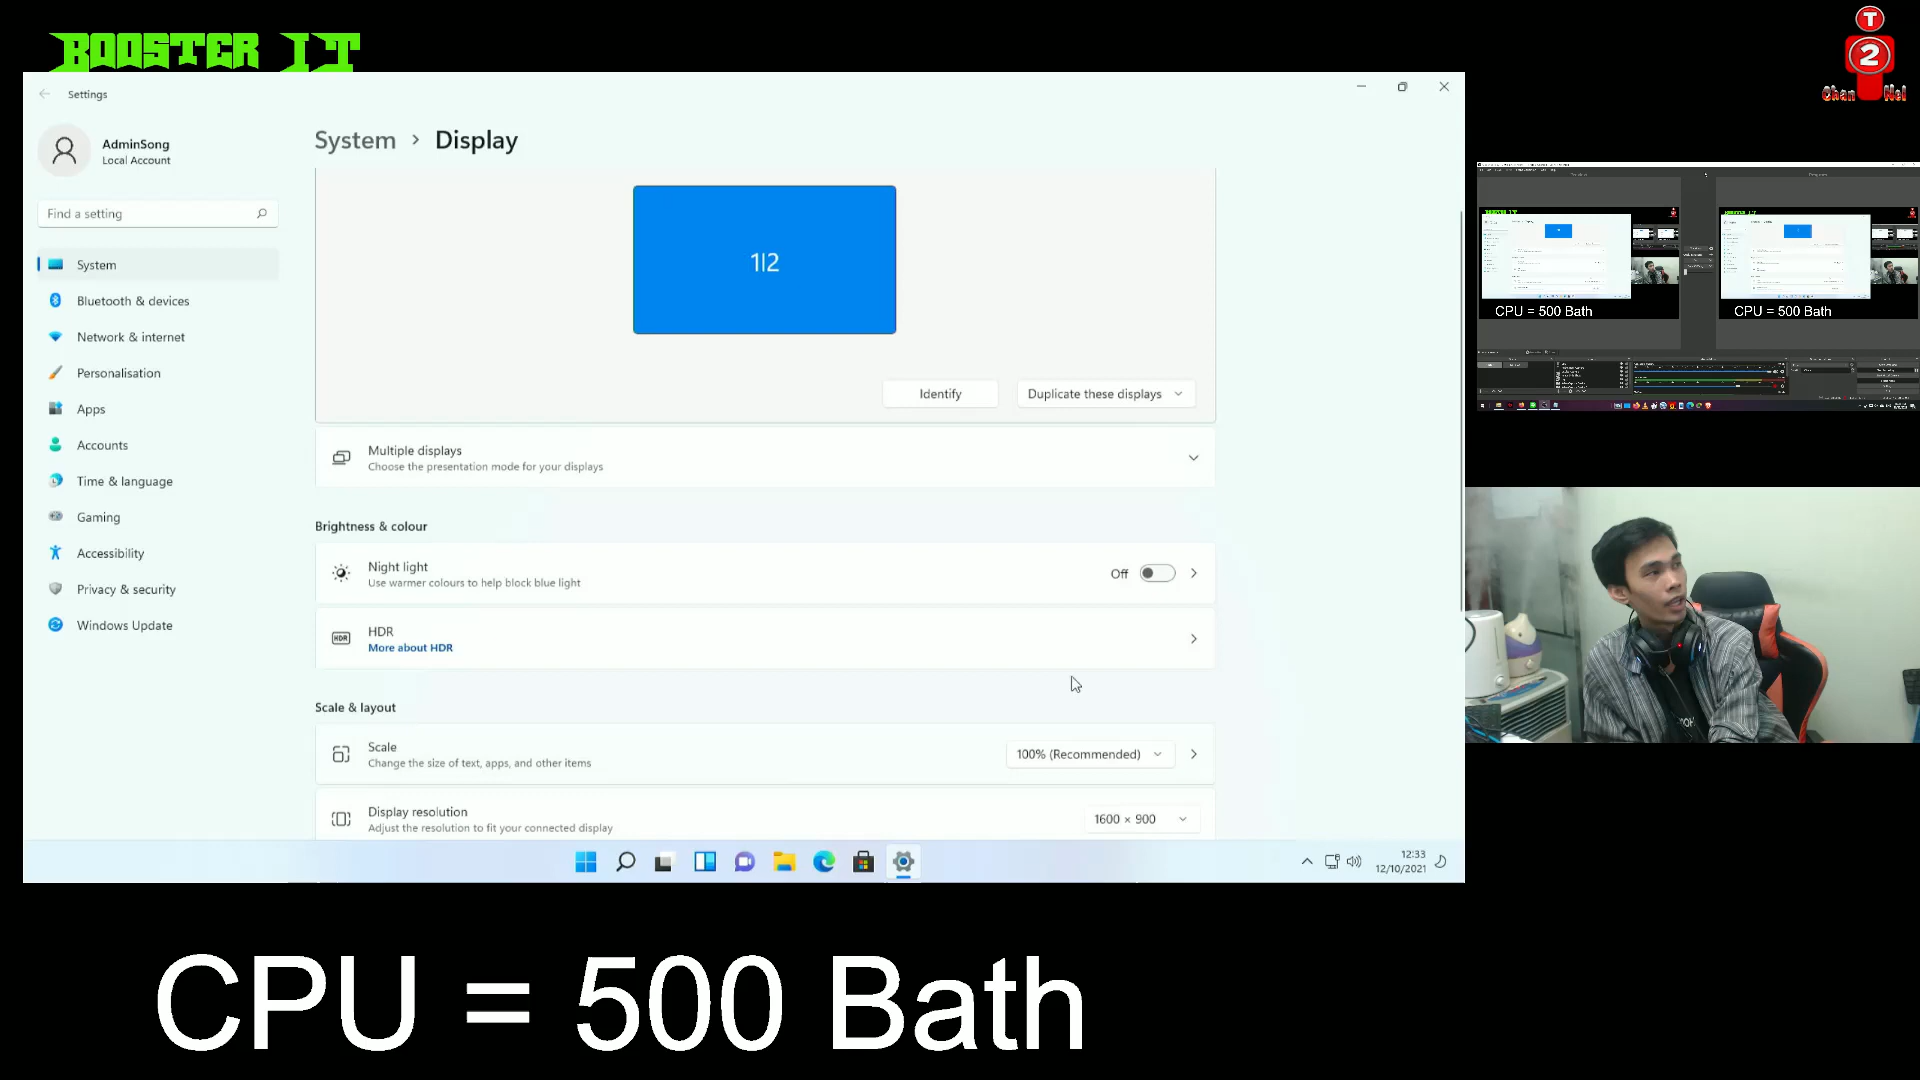 BOOSTER IT
T
2
Chan Nel
Settings
AdminSong
Local Account
Find a setting
System
Bluetooth & devices
Network & internet
Personalisation
Apps
Accounts
Time & language
Gaming
Accessibility
Privacy & security
Windows Update
System > Display
1|2
Identify
Duplicate these displays
Multiple displays
Choose the presentation mode for your displays
Brightness & colour
Night light
Use warmer colours to help block blue light
Off
HDR
HDR
More about HDR
Scale & layout
Scale
Change the size of text, apps, and other items
100% (Recommended)
Display resolution
Adjust the resolution to fit your connected display
1600 × 900
12:33
12/10/2021
CPU = 500 Bath
CPU = 500 Bath
CPU = 500 Bath